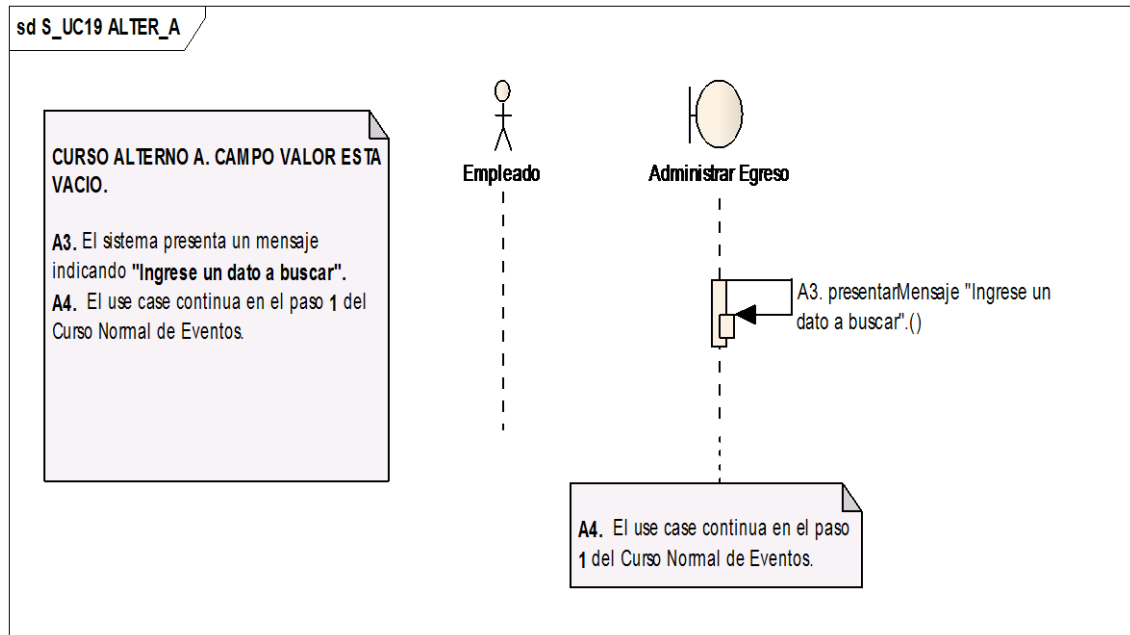 sd S_UC19 ALTER_A
CURSO ALTERNO A. CAMPO VALOR ESTA
VACIO.
A3. El sistema presenta un mensaje
indicando "Ingrese un dato a buscar".
A4. El use case continua en el paso 1 del
Curso Normal de Eventos.
Empleado
Administrar Egreso
A3. presentarMensaje "Ingrese un
dato a buscar".()
A4. El use case continua en el paso
1 del Curso Normal de Eventos.